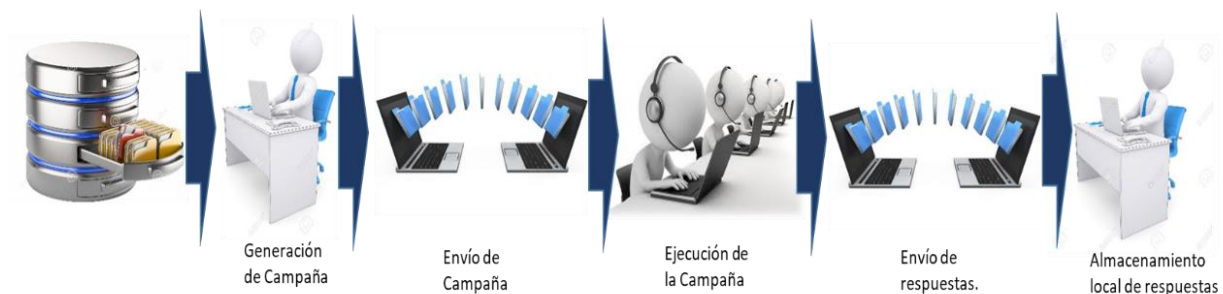 Generación
de Campaña
Envío de
Campaña
Ejecución de
la Campaña
Envío de
respuestas.
Almacenamiento
local de respuestas